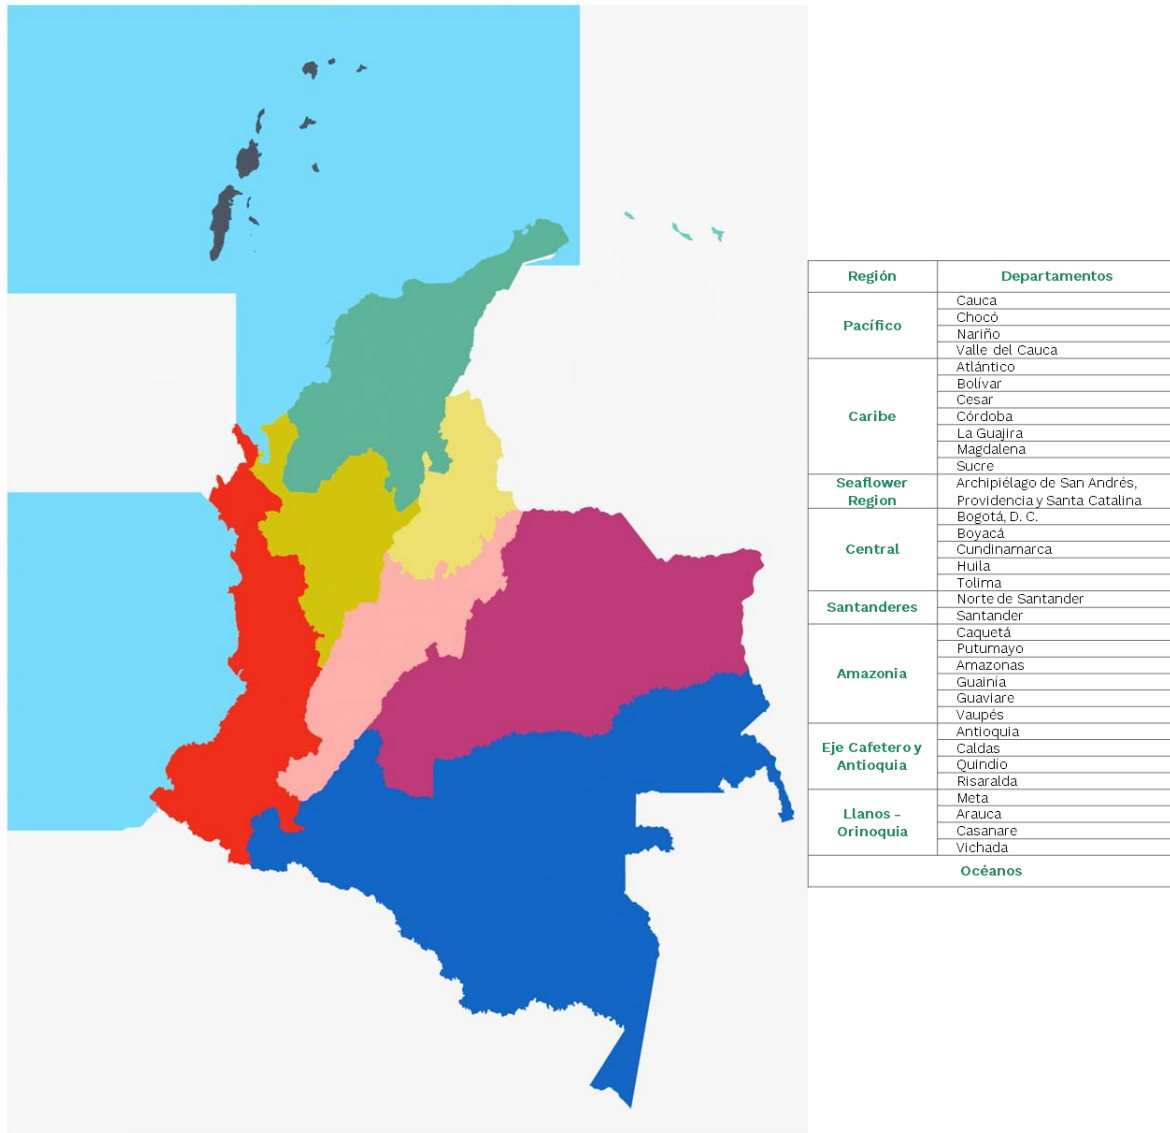 Región Departamentos
Pacífico
Cauca
Chocó
Nariño
Valle del Cauca
Caribe
Atlántico
Bolívar
Cesar
Córdoba
La Guajira
Magdalena
Sucre
Seaflower
Region
Archipiélago de San Andrés,
Providencia y Santa Catalina
Central
Bogotá, D. C.
Boyacá
Cundinamarca
Huila
Tolima
Santanderes
Norte de Santander
Santander
Amazonia
Caquetá
Putumayo
Amazonas
Guainía
Guaviare
Vaupés
Eje Cafetero y
Antioquia
Antioquia
Caldas
Quindío
Risaralda
Llanos –
Orinoquia
Meta
Arauca
Casanare
Vichada
Océanos